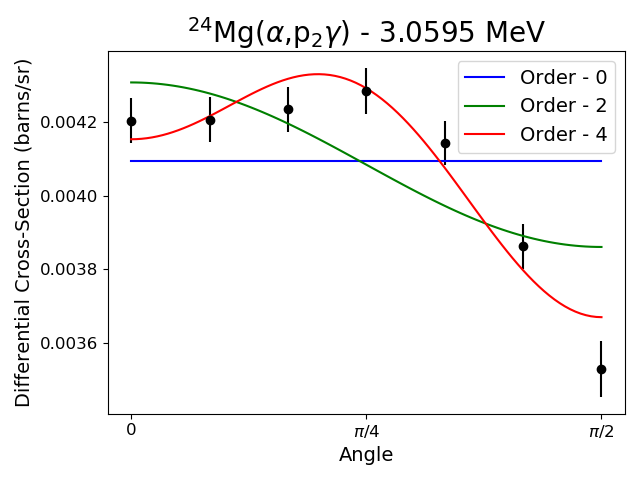 ²⁴Mg(α,p₂γ) - 3.0595 MeV
Differential Cross-Section (barns/sr)
Order - 0
Order - 2
Order - 4
0.0042
0.0040
0.0038
0.0036
0 π/4 π/2
Angle